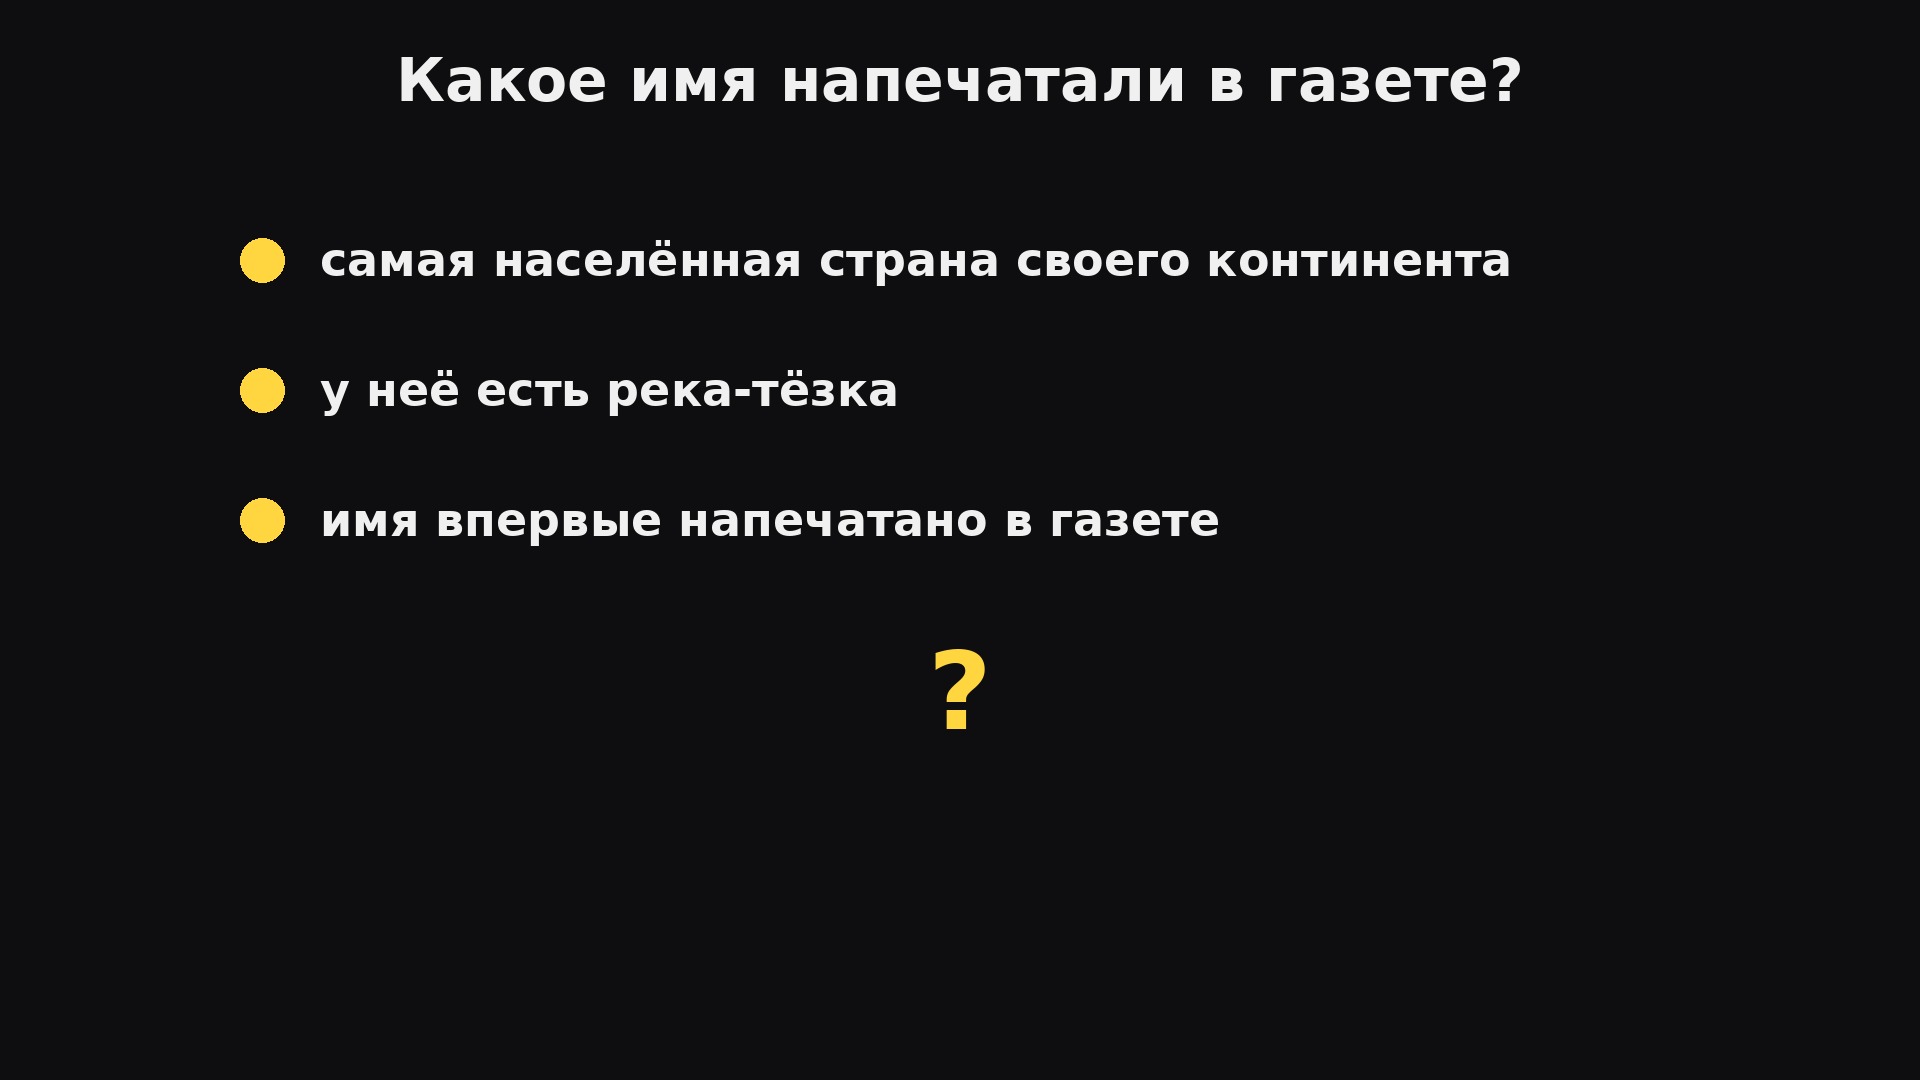 Какое имя напечатали в газете?
самая населённая страна своего континента
у неё есть река-тёзка
имя впервые напечатано в газете
?